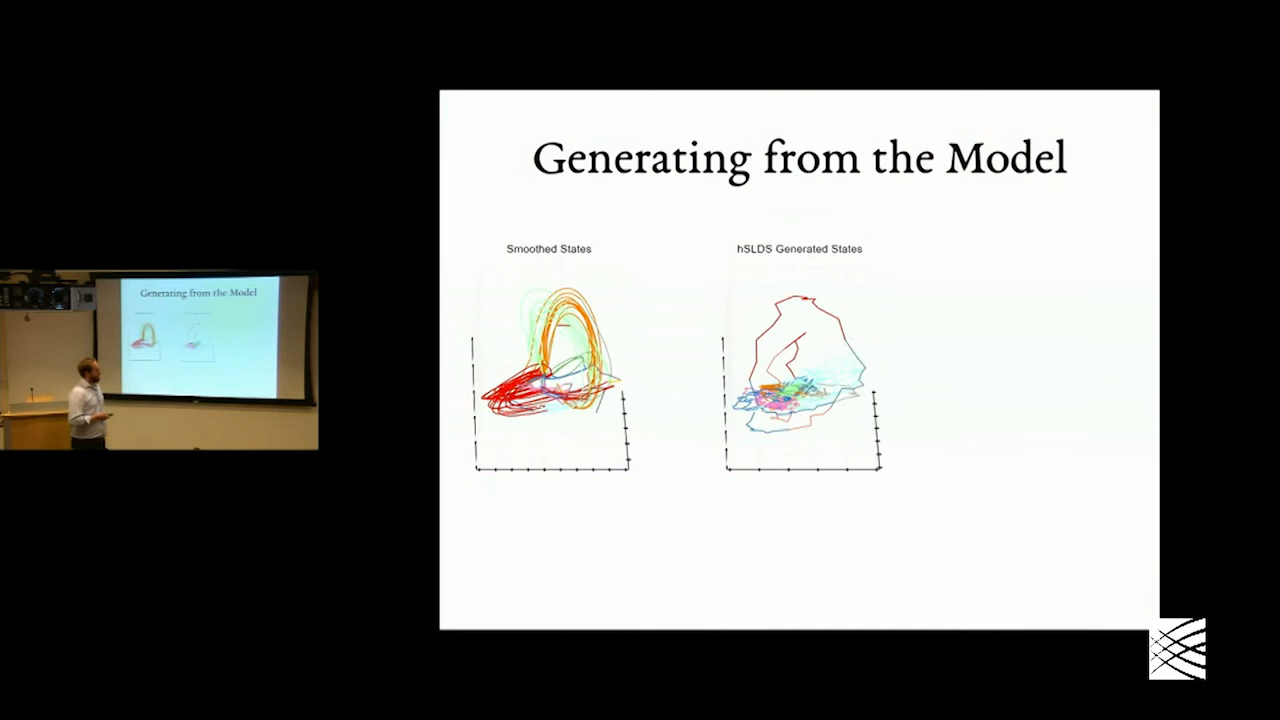 Generating from the Model
Smoothed States
hSLDS Generated States
Generating from the Model